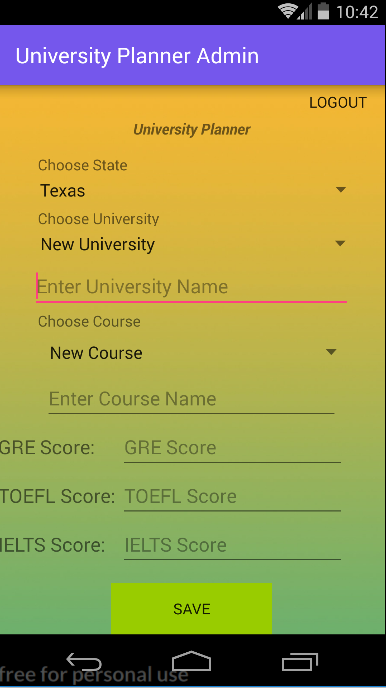 10:42
University Planner Admin
LOGOUT
University Planner
Choose State
Texas
Choose University
New University
Enter University Name
Choose Course
New Course
Enter Course Name
GRE Score: GRE Score
TOEFL Score: TOEFL Score
IELTS Score: IELTS Score
SAVE
free for personal use